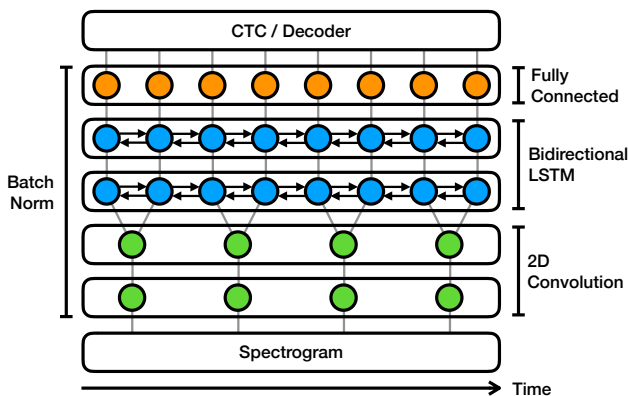 CTC / Decoder
Fully
Connected
Bidirectional
LSTM
Batch
Norm
2D
Convolution
Spectrogram
Time